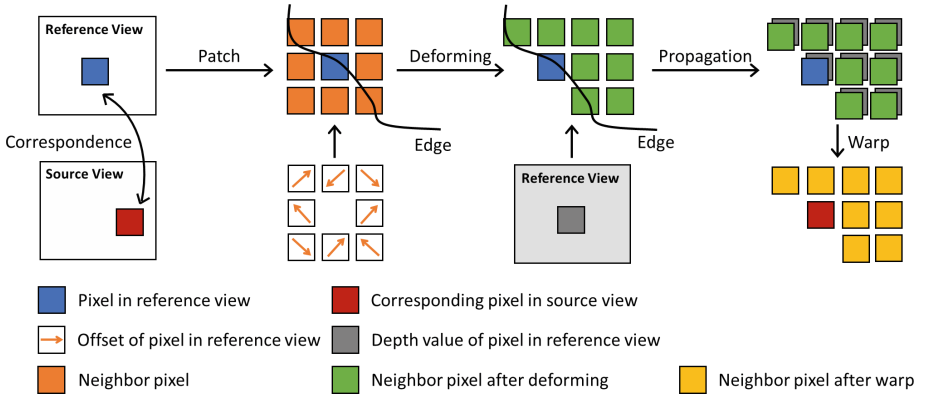 Reference View
Patch
Deforming
Propagation
Correspondence
Edge
Edge
Warp
Source View
Reference View
Pixel in reference view
Corresponding pixel in source view
Offset of pixel in reference view
Depth value of pixel in reference view
Neighbor pixel
Neighbor pixel after deforming
Neighbor pixel after warp